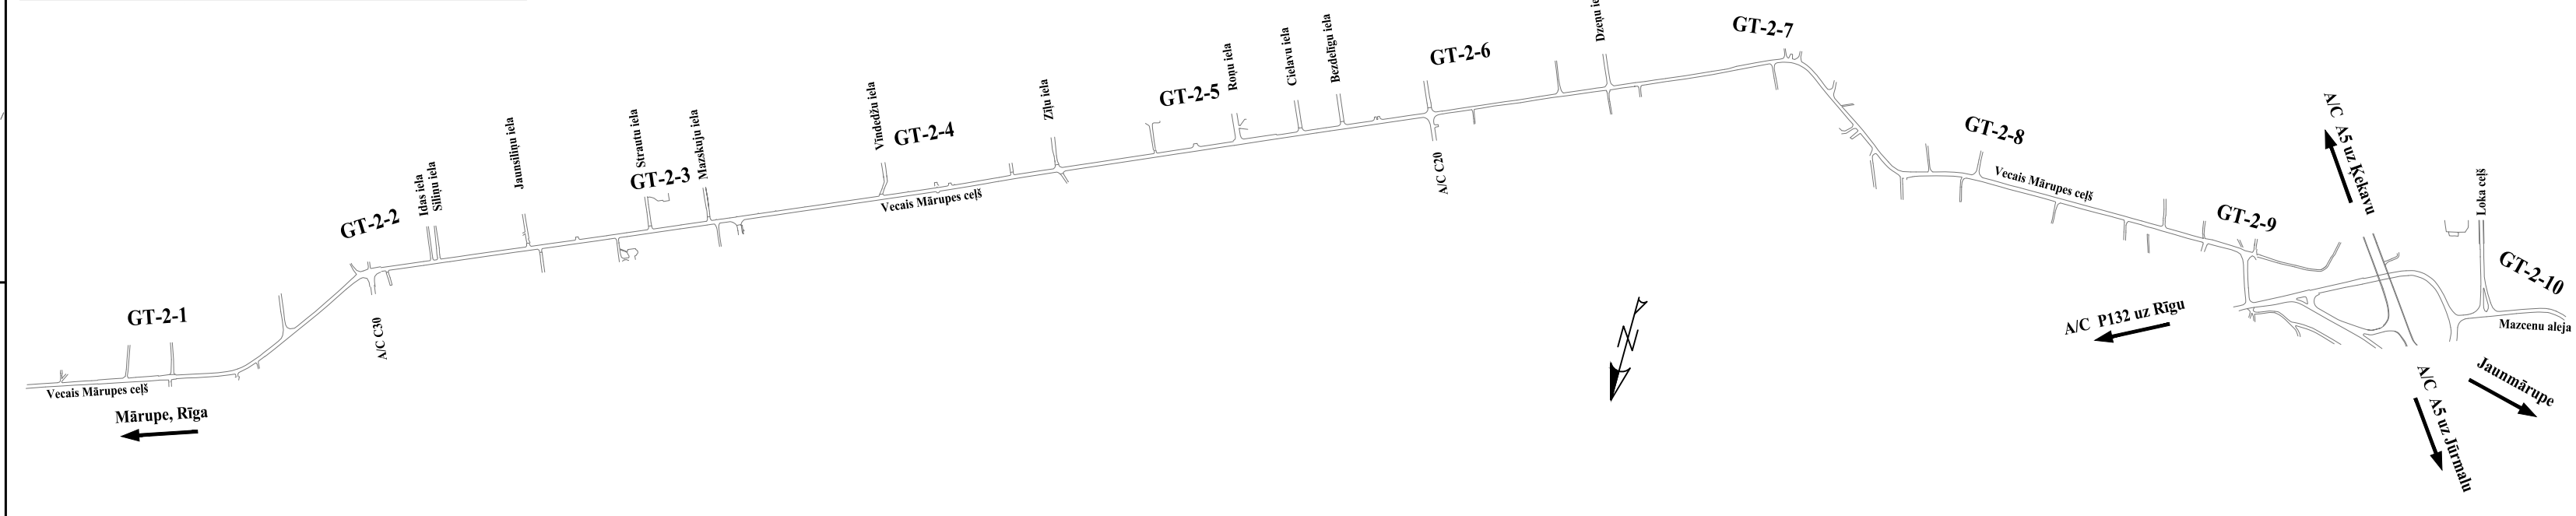 GT-2-1
Vecais Mārupes ceļš
Mārupe, Rīga
GT-2-2
A/C C30
Idas iela
Siliņu iela
Jaunsiliņu iela
Strautu iela
GT-2-3
Mazskuju iela
Vīndedžu iela
GT-2-4
Vecais Mārupes ceļš
Zīļu iela
GT-2-5
Roņu iela
Cielavu iela
Bezdelīgu iela
GT-2-6
A/C C20
Dzeņu
GT-2-7
N
GT-2-8
Vecais Mārupes ceļš
GT-2-9
A/C P132 uz Rīgu
A/C A5 uz Ķekavu
Loka ceļš
GT-2-10
Mazcenu aleja
Jaunmārupe
A/C A5 uz Jūrmalu